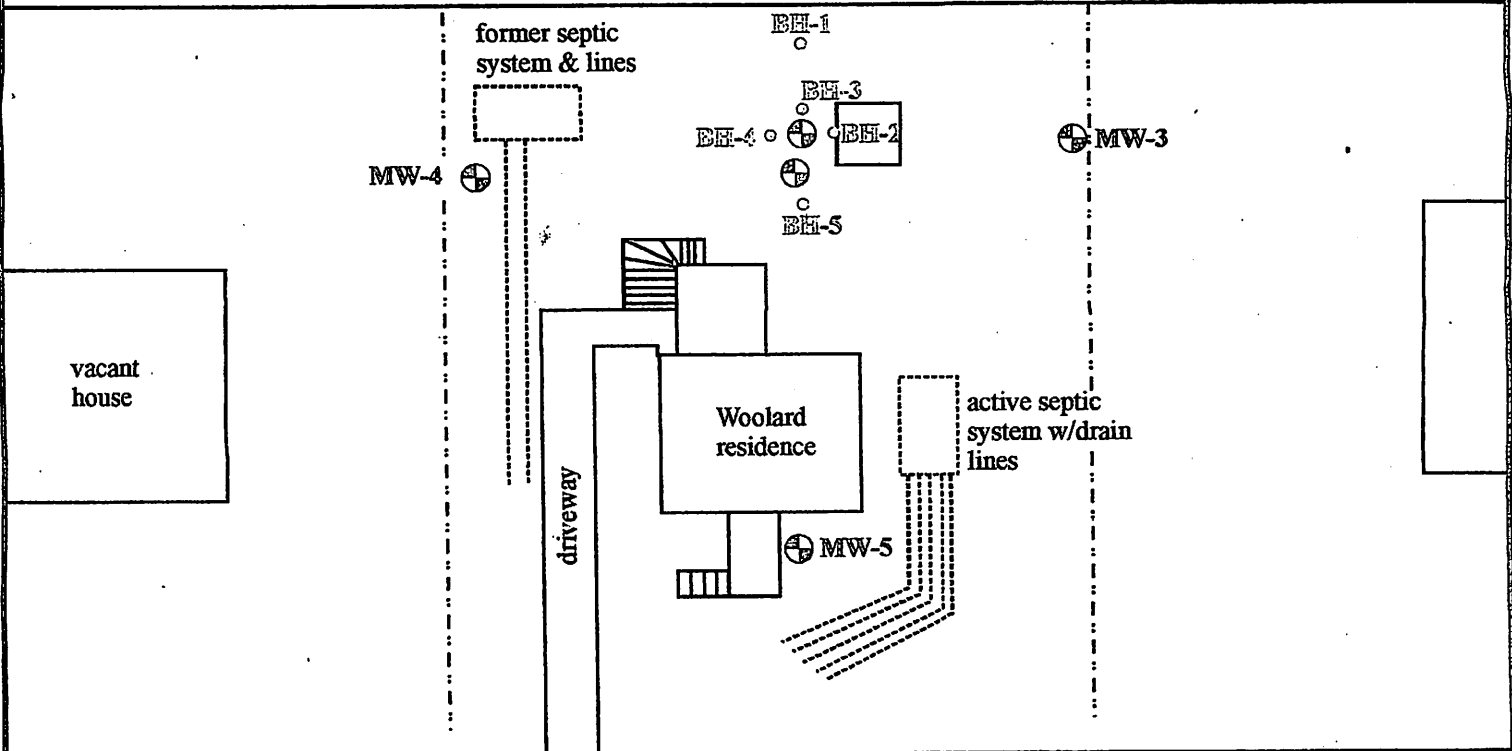 former septic
system & lines
BH-1
BH-3
BH-4
BH-2
MW-3
MW-4
BH-5
vacant
house
Woolard
residence
active septic
system w/drain
lines
driveway
MW-5